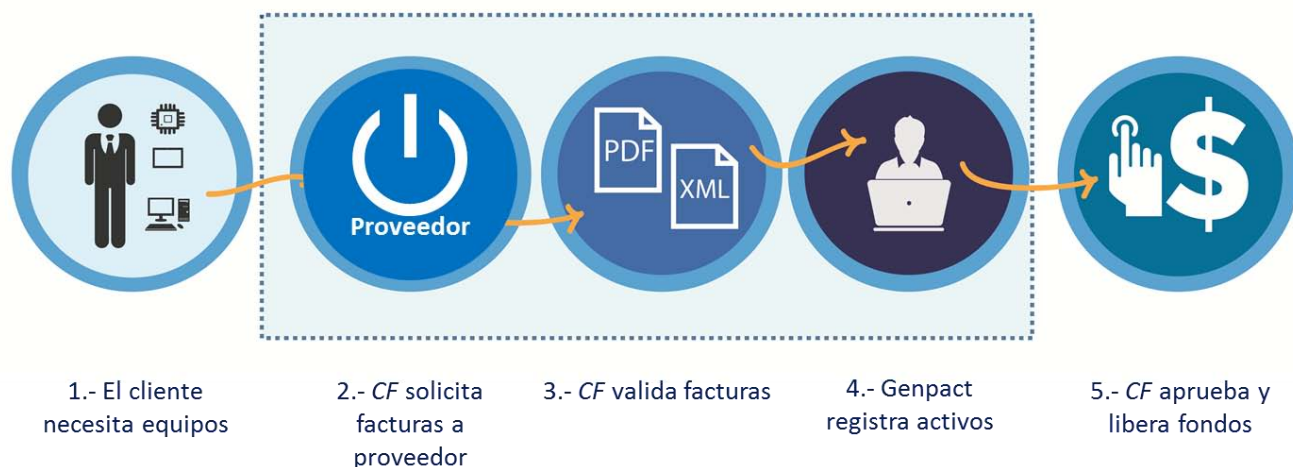 Proveedor
PDF
XML
$
1.- El cliente
necesita equipos
2.- CF solicita
facturas a
proveedor
3.- CF valida facturas
4.- Genpact
registra activos
5.- CF aprueba y
libera fondos